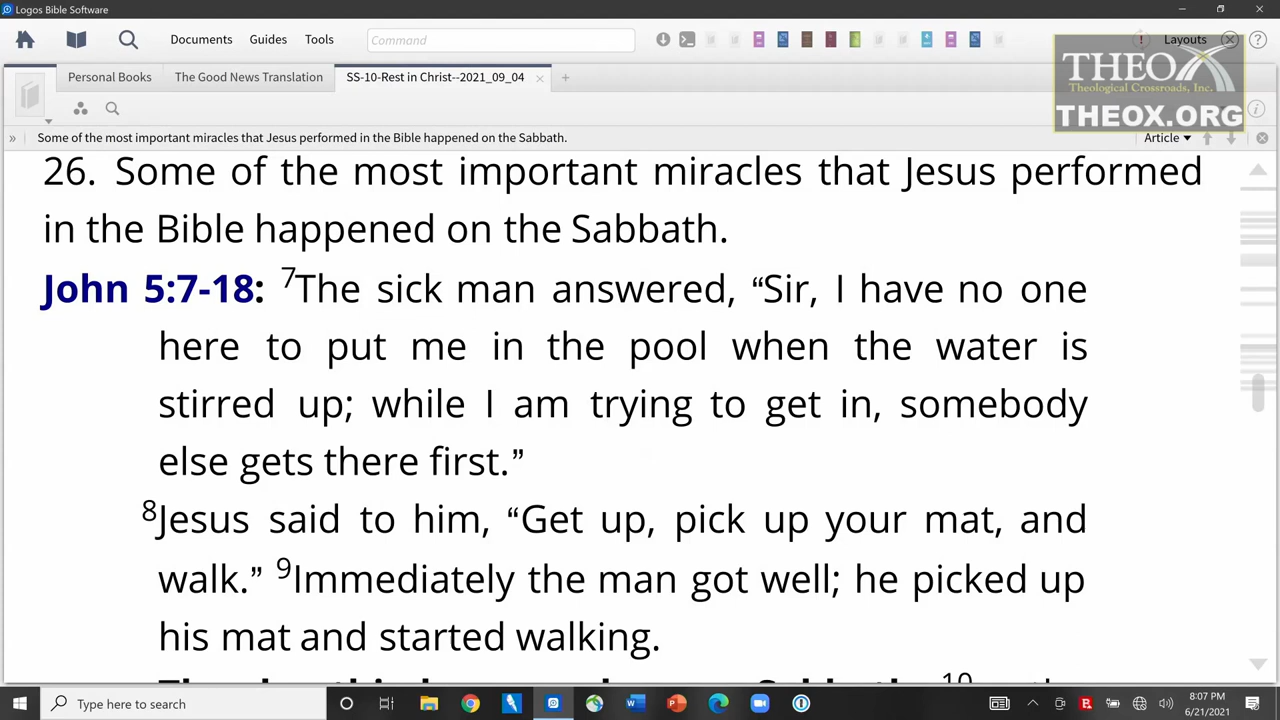 Logos Bible Software
Documents Guides Tools Command Layouts
THEOX
Theological Crossroads, Inc.
THEOX.ORG
Personal Books The Good News Translation SS-10-Rest in Christ--2021_09_04
Some of the most important miracles that Jesus performed in the Bible happened on the Sabbath. Article
26. Some of the most important miracles that Jesus performed
in the Bible happened on the Sabbath.
John 5:7-18: 7The sick man answered, “Sir, I have no one
here to put me in the pool when the water is
stirred up; while I am trying to get in, somebody
else gets there first.”
8Jesus said to him, “Get up, pick up your mat, and
walk.” 9Immediately the man got well; he picked up
his mat and started walking.
Type here to search
8:07 PM
6/21/2021